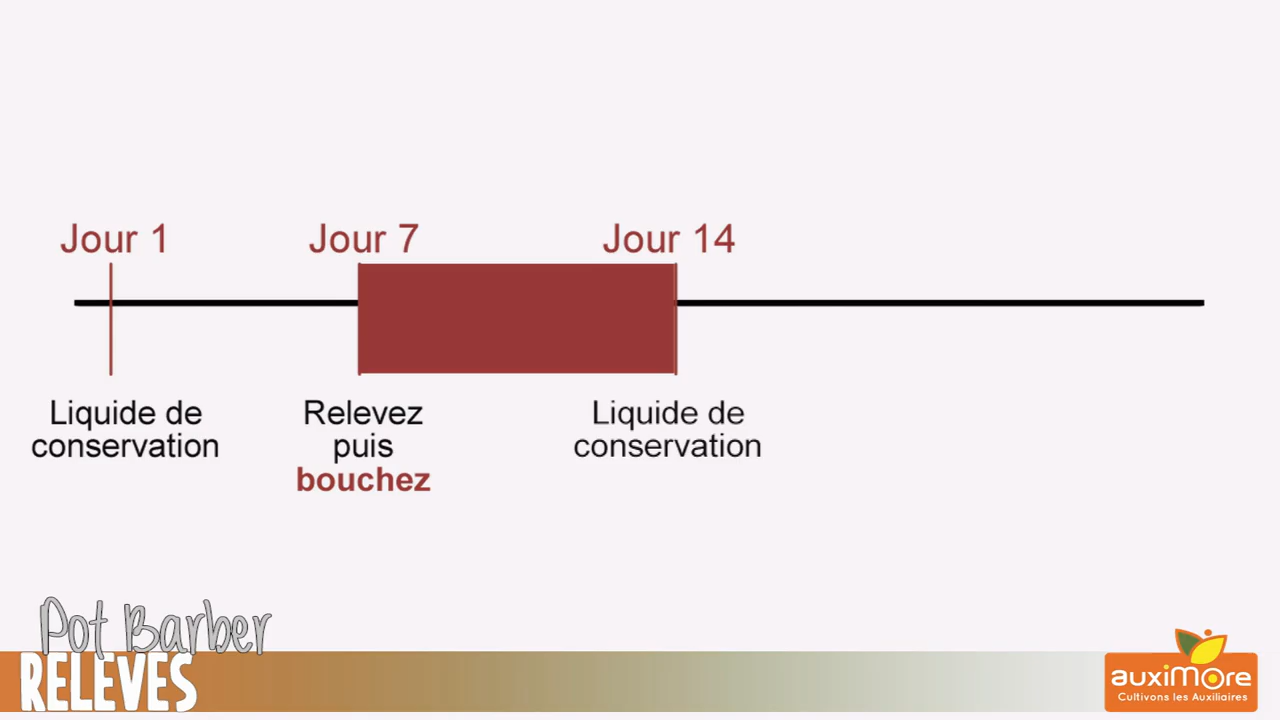 Jour 1
Jour 7
Jour 14
Liquide de
conservation
Relevez
puis
bouchez
Liquide de
conservation
Pot Barber
RELEVES
auximore
Cultivons les Auxiliaires